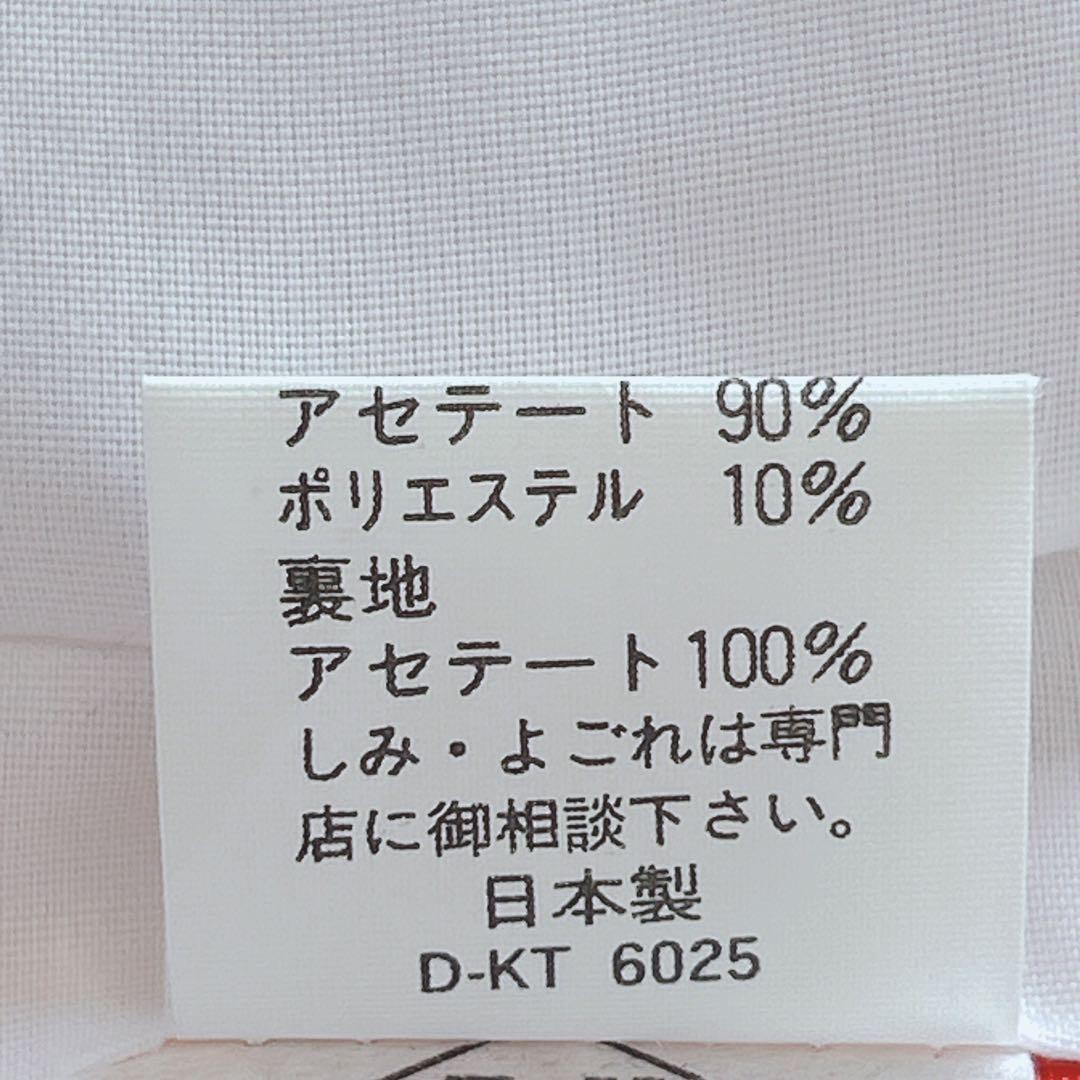 アセテート 90%
ポリエステル 10%
裏地
アセテート100%
しみ・よごれは専門
店に御相談下さい。
日本製
D-KT 6025